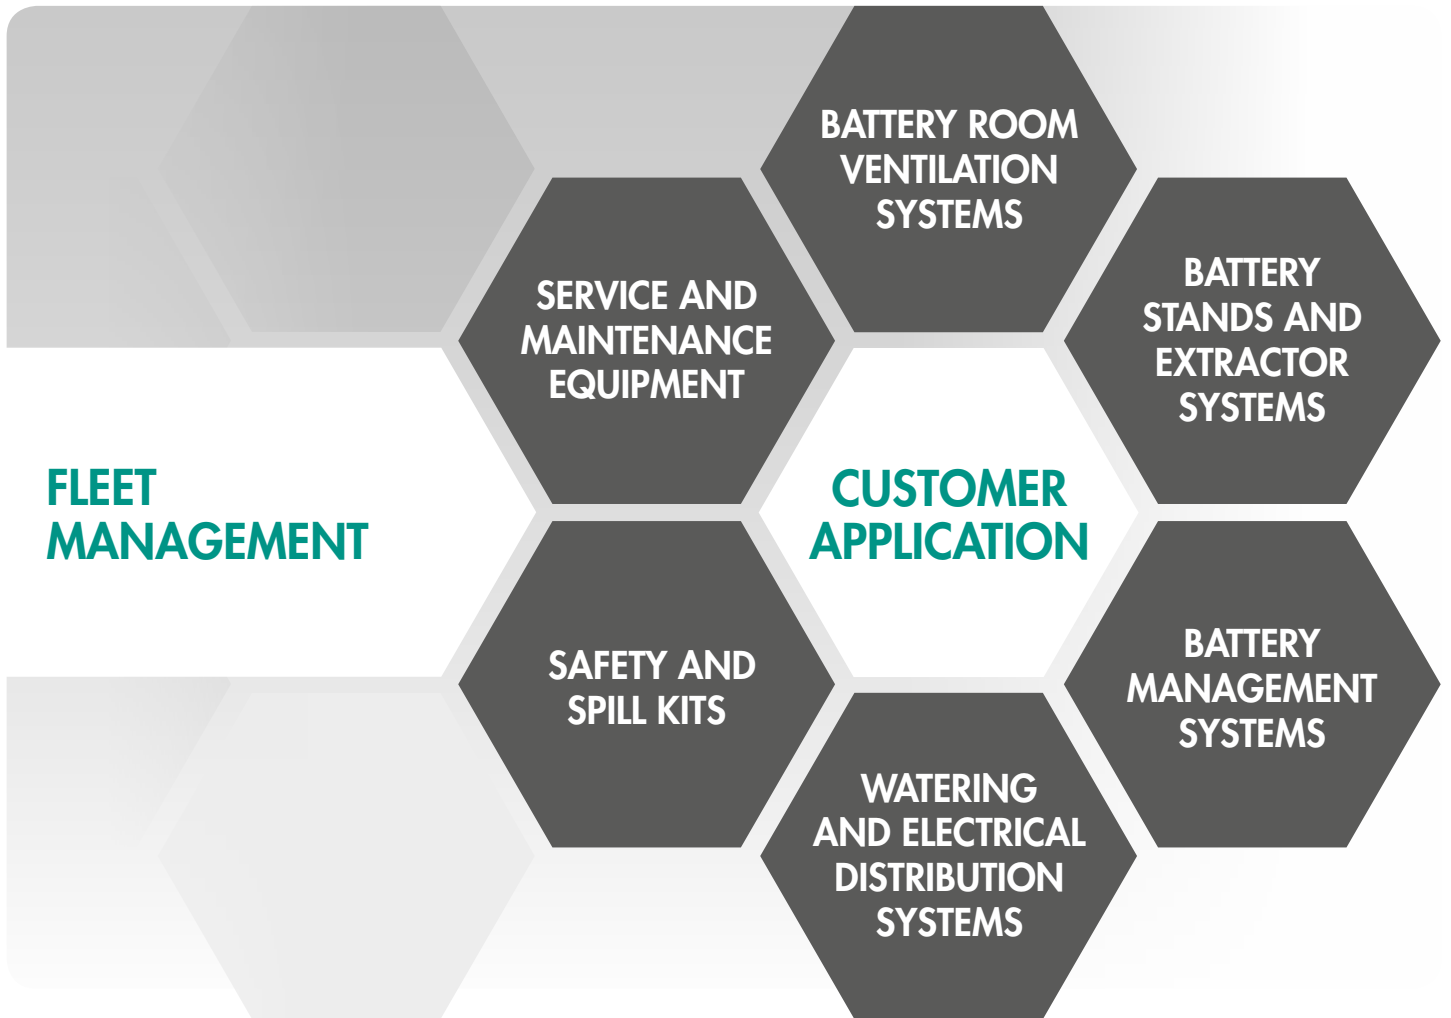 BATTERY ROOM
VENTILATION
SYSTEMS
SERVICE AND
MAINTENANCE
EQUIPMENT
BATTERY
STANDS AND
EXTRACTOR
SYSTEMS
FLEET
MANAGEMENT
CUSTOMER
APPLICATION
SAFETY AND
SPILL KITS
BATTERY
MANAGEMENT
SYSTEMS
WATERING
AND ELECTRICAL
DISTRIBUTION
SYSTEMS